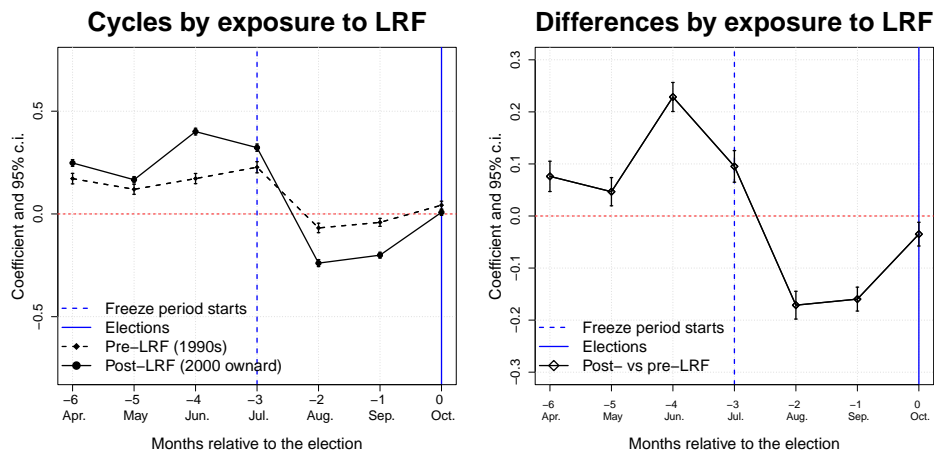 Cycles by exposure to LRF
Coefficient and 95% c.i.
0.5
0.0
−0.5
Freeze period starts
Elections
Pre−LRF (1990s)
Post−LRF (2000 ownard)
−6 −5 −4 −3 −2 −1 0
Apr. May Jun. Jul. Aug. Sep. Oct.
Months relative to the election
Differences by exposure to LRF
Coefficient and 95% c.i.
0.3
0.2
0.1
0.0
−0.1
−0.2
−0.3
Freeze period starts
Elections
Post− vs pre−LRF
−6 −5 −4 −3 −2 −1 0
Apr. May Jun. Jul. Aug. Sep. Oct.
Months relative to the election